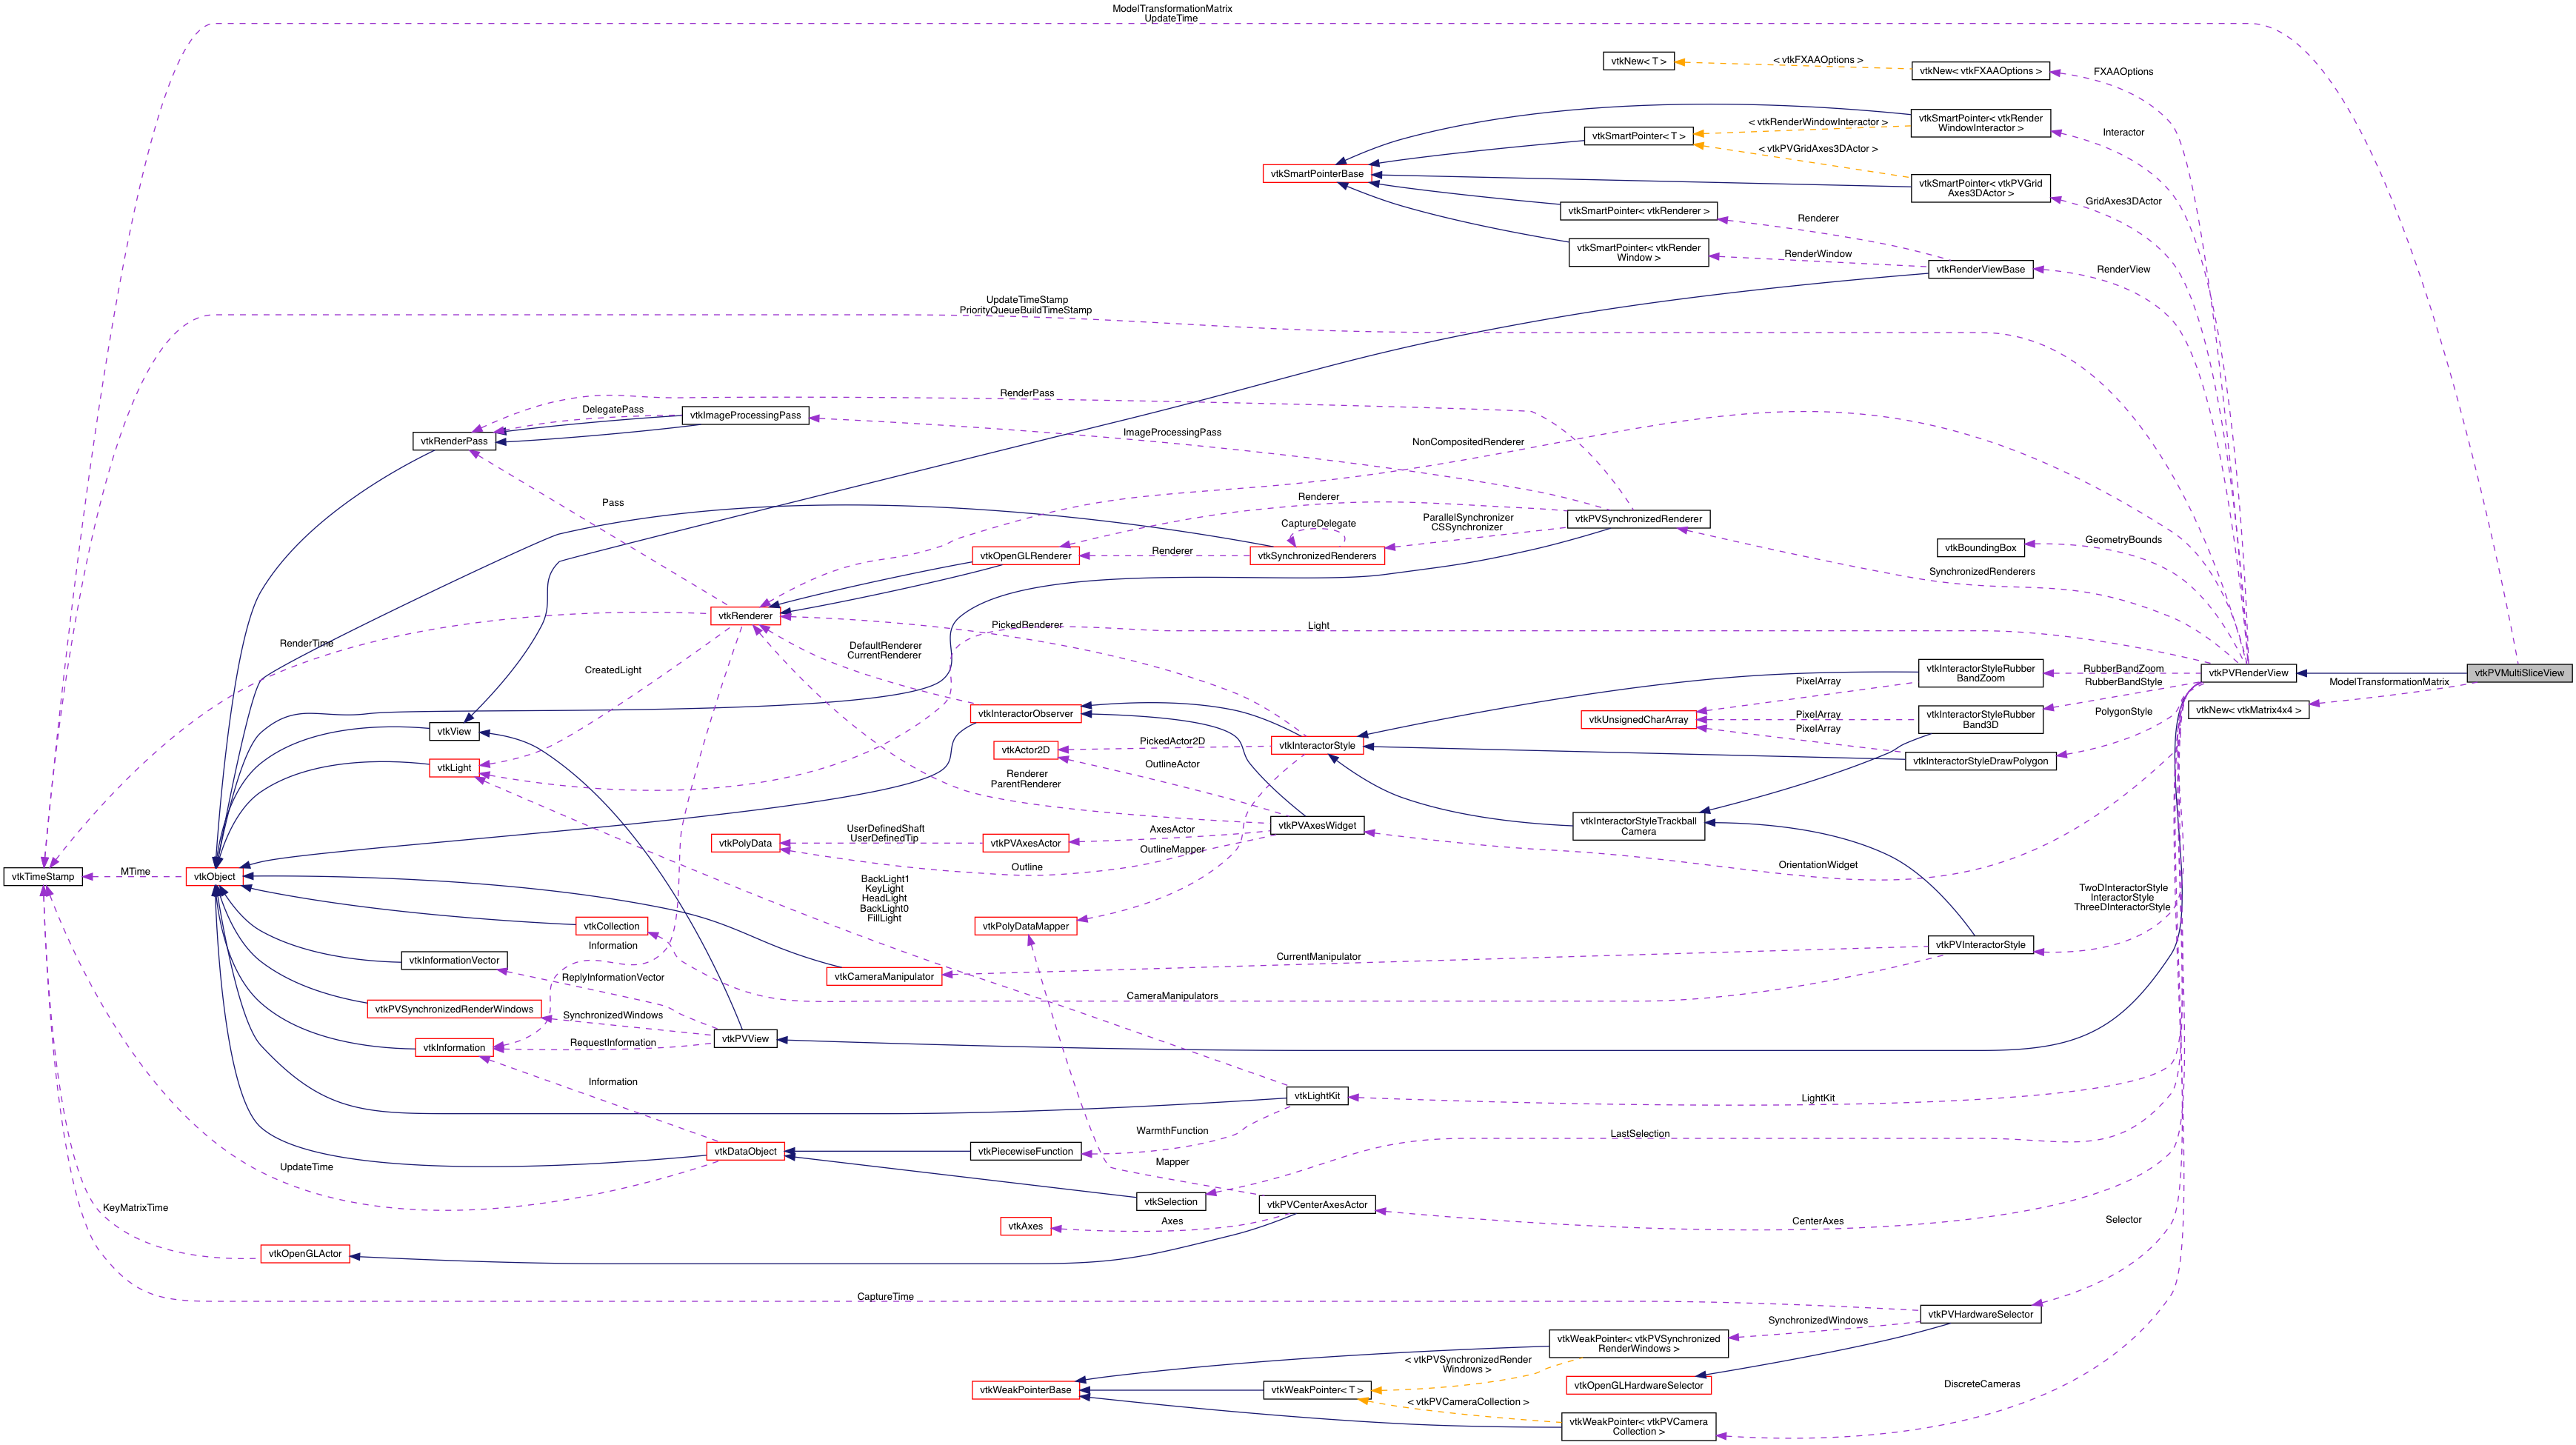 ModelTransformationMatrix
UpdateTime
vtkNew< T >
< vtkFXAAOptions >
vtkNew< vtkFXAAOptions >
FXAAOptions
vtkSmartPointer< vtkRender
WindowInteractor >
< vtkRenderWindowInteractor >
Interactor
vtkSmartPointer< T >
< vtkPVGridAxes3DActor >
vtkSmartPointerBase
vtkSmartPointer< vtkPVGrid
Axes3DActor >
GridAxes3DActor
vtkSmartPointer< vtkRenderer >
Renderer
vtkSmartPointer< vtkRender
Window >
RenderWindow
vtkRenderViewBase
RenderView
UpdateTimeStamp
PriorityQueueBuildTimeStamp
RenderPass
DelegatePass
vtkImageProcessingPass
vtkRenderPass
ImageProcessingPass
NonCompositedRenderer
Pass
Renderer
ParallelSynchronizer
CSSynchronizer
vtkPVSynchronizedRenderer
CaptureDelegate
vtkOpenGLRenderer
Renderer
vtkSynchronizedRenderers
vtkBoundingBox
GeometryBounds
SynchronizedRenderers
vtkRenderer
PickedRenderer
Light
RenderTime
DefaultRenderer
CurrentRenderer
CreatedLight
vtkInteractorStyleRubber
BandZoom
RubberBandZoom
vtkPVRenderView
vtkPVMultiSliceView
PixelArray
RubberBandStyle
ModelTransformationMatrix
vtkInteractorObserver
vtkUnsignedCharArray
PixelArray
vtkInteractorStyleRubber
Band3D
PolygonStyle
vtkNew< vtkMatrix4x4 >
PixelArray
vtkView
vtkActor2D
PickedActor2D
vtkInteractorStyle
vtkInteractorStyleDrawPolygon
vtkLight
OutlineActor
Renderer
ParentRenderer
vtkPVAxesWidget
vtkInteractorStyleTrackball
Camera
vtkPolyData
UserDefinedShaft
UserDefinedTip
vtkPVAxesActor
AxesActor
OutlineMapper
Outline
OrientationWidget
vtkTimeStamp
MTime
vtkObject
BackLight1
KeyLight
HeadLight
BackLight0
FillLight
TwoDInteractorStyle
InteractorStyle
ThreeDInteractorStyle
vtkCollection
vtkPolyDataMapper
Information
vtkPVInteractorStyle
vtkInformationVector
CurrentManipulator
vtkCameraManipulator
ReplyInformationVector
CameraManipulators
vtkPVSynchronizedRenderWindows
SynchronizedWindows
vtkInformation
RequestInformation
vtkPVView
Information
vtkLightKit
LightKit
WarmthFunction
LastSelection
vtkDataObject
vtkPiecewiseFunction
UpdateTime
Mapper
vtkSelection
KeyMatrixTime
vtkPVCenterAxesActor
vtkAxes
Axes
CenterAxes
Selector
vtkOpenGLActor
CaptureTime
vtkPVHardwareSelector
SynchronizedWindows
vtkWeakPointer< vtkPVSynchronized
RenderWindows >
< vtkPVSynchronizedRender
Windows >
vtkWeakPointerBase
vtkWeakPointer< T >
vtkOpenGLHardwareSelector
DiscreteCameras
< vtkPVCameraCollection >
vtkWeakPointer< vtkPVCamera
Collection >